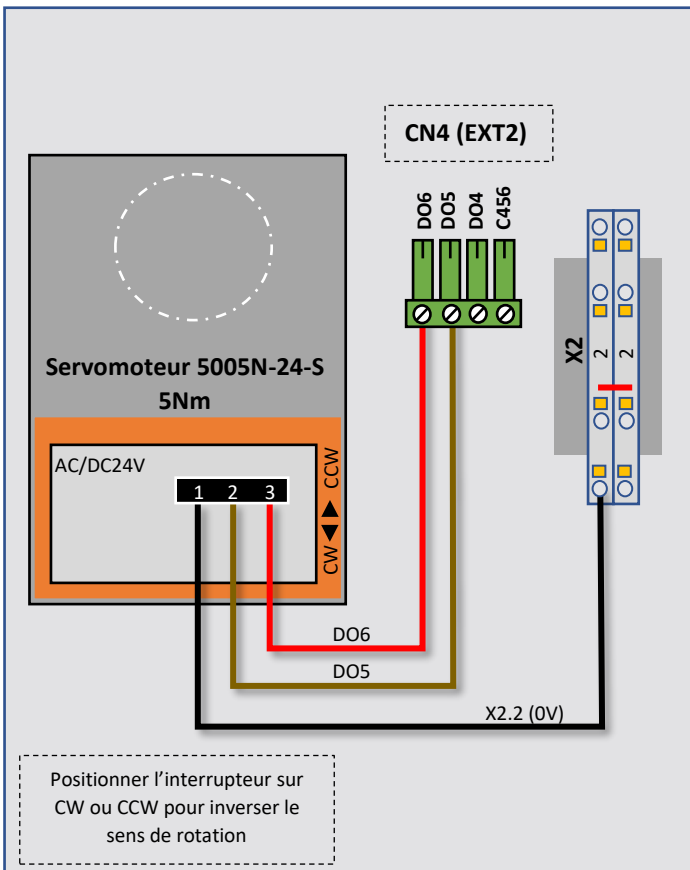 CN4 (EXT2)
DO6
DO5
DO4
C456
X2
2
2
Servomoteur 5005N-24-S
5Nm
AC/DC24V
1 2 3
CW ◀▶ CCW
DO6
DO5
X2.2 (0V)
Positionner l’interrupteur sur
CW ou CCW pour inverser le
sens de rotation